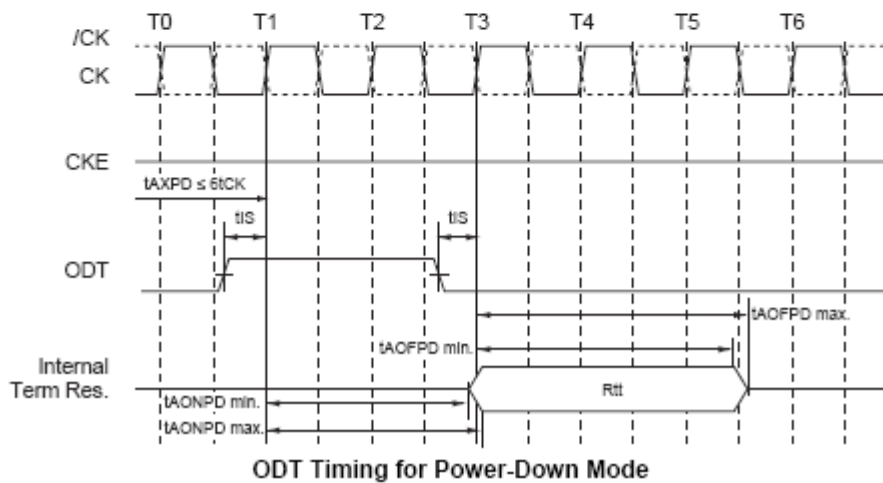 T0 T1 T2 T3 T4 T5 T6
/CK
CK
CKE
tAXPD ≤ 6tCK
tIS tIS
ODT
tAOFPD max.
tAOFPD min.
Internal
Term Res.
Rtt
tAONPD min.
tAONPD max.
ODT Timing for Power-Down Mode